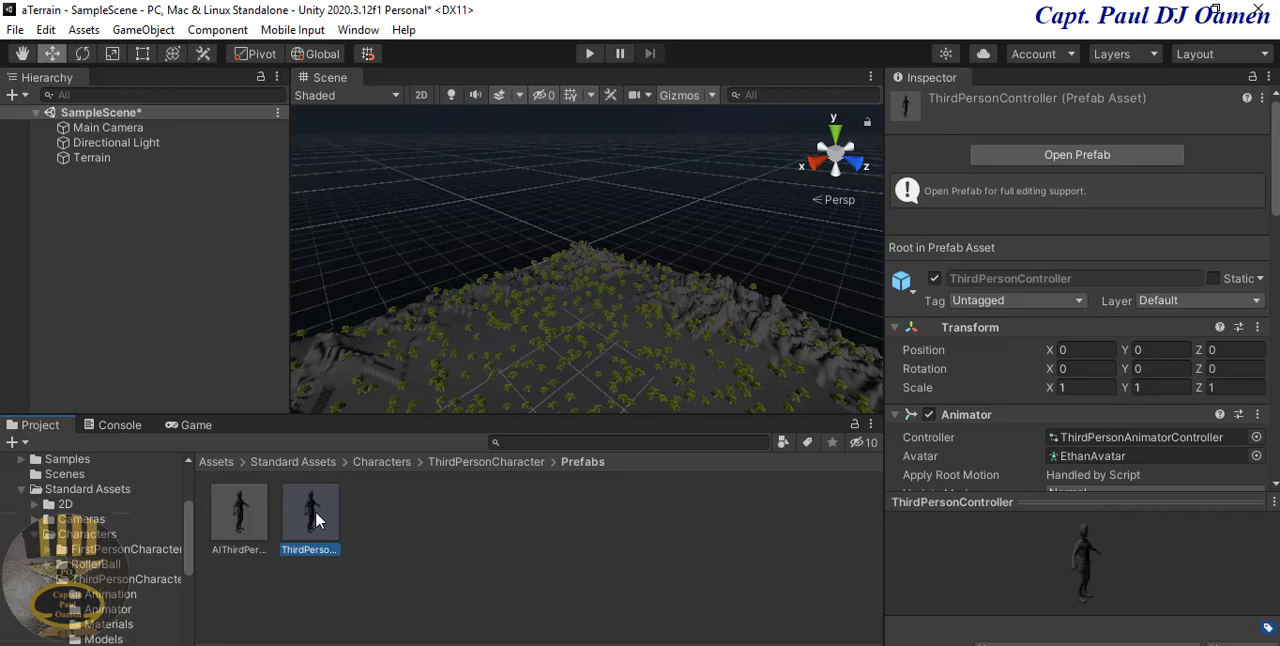 aTerrain - SampleScene - PC, Mac & Linux Standalone - Unity 2020.3.12f1 Personal* <DX11>
Capt. Paul DJ Oamen
File Edit Assets GameObject Component Mobile Input Window Help
Pivot Global Account Layers Layout
Hierarchy Scene Inspector
All
Shaded 2D 0 Gizmos All
SampleScene*
Main Camera
Directional Light
Terrain
y
x z
Persp
ThirdPersonController (Prefab Asset)
Open Prefab
Open Prefab for full editing support.
Root in Prefab Asset
ThirdPersonController Static
Tag Untagged Layer Default
Transform
Position X 0 Y 0 Z 0
Rotation X 0 Y 0 Z 0
Scale X 1 Y 1 Z 1
Animator
Controller ThirdPersonAnimatorController
Avatar EthanAvatar
Apply Root Motion Handled by Script
ThirdPersonController
Project Console Game
10
Samples
Scenes
Standard Assets
2D
Cameras
Characters
FirstPersonCharacter
RollerBall
ThirdPersonCharacte
Animation
Animator
Materials
Models
Assets > Standard Assets > Characters > ThirdPersonCharacter > Prefabs
AIThirdPer... ThirdPerso...
Captain
Paul
Oamen